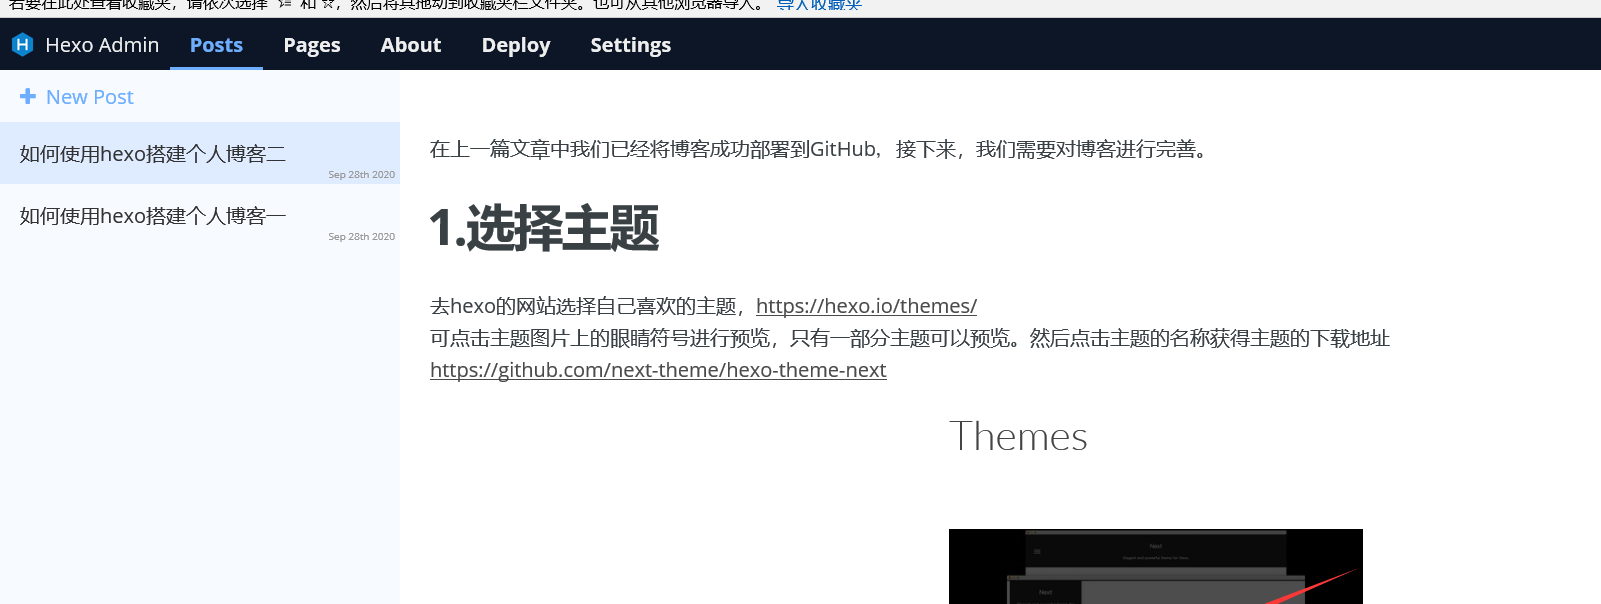 若要在此处查看收藏夹，请依次选择 和 ☆，然后将其拖动到收藏夹栏文件夹。也可从其他浏览器导入。 导入收藏夹
Hexo Admin Posts Pages About Deploy Settings
New Post
如何使用hexo搭建个人博客二
Sep 28th 2020
如何使用hexo搭建个人博客一
Sep 28th 2020
在上一篇文章中我们已经将博客成功部署到GitHub．接下来，我们需要对博客进行完善。
1.选择主题
去hexo的网站选择自己喜欢的主题，https://hexo.io/themes/
可点击主题图片上的眼睛符号进行预览，只有一部分主题可以预览。然后点击主题的名称获得主题的下载地址
https://github.com/next-theme/hexo-theme-next
Themes
Next
Next